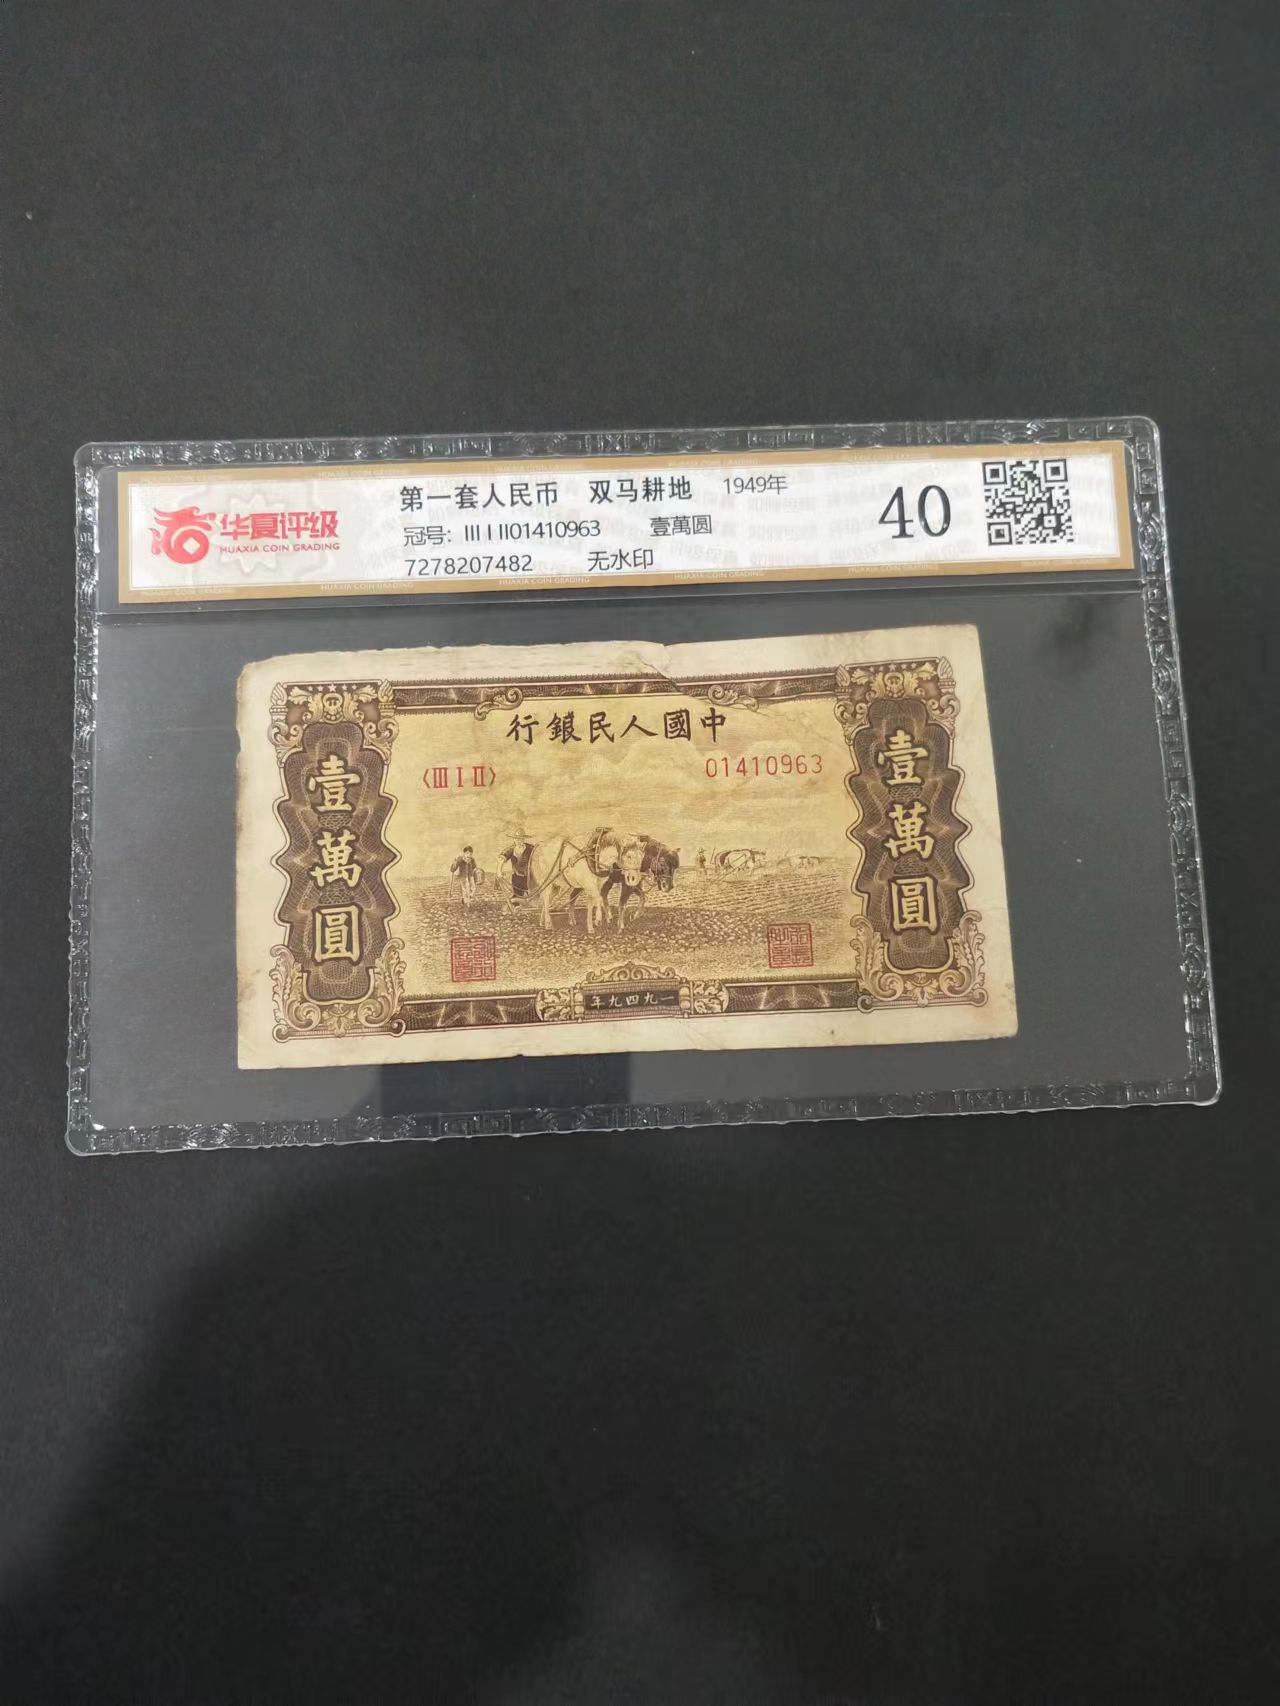 华夏评级
HUAXIA COIN GRADING
第一套人民币 双马耕地 1949年
冠号: III I II01410963 壹萬圆
7278207482 无水印
40
行銀民人國中
〈Ⅲ Ⅰ Ⅱ〉 01410963
壹萬圓
壹萬圓
年九四九一